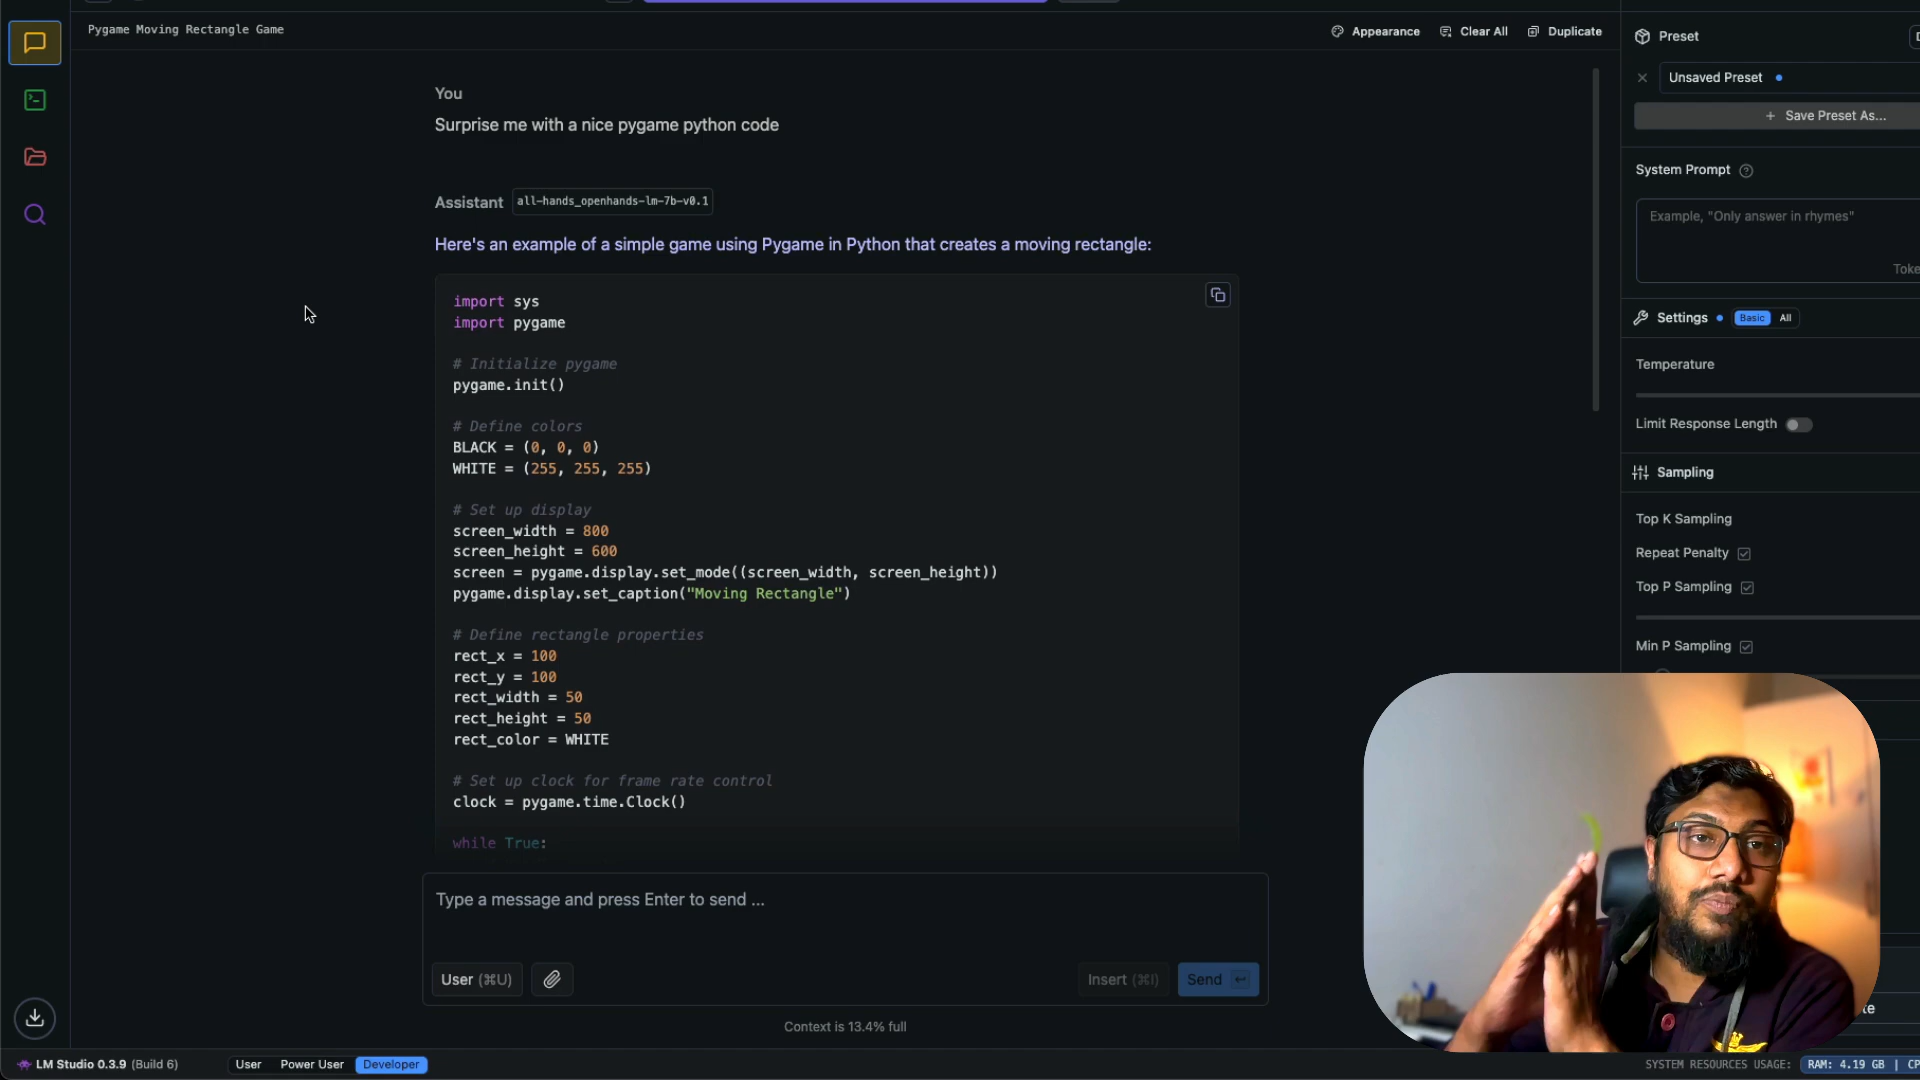 Pygame Moving Rectangle Game
Appearance
Clear All
Duplicate
Preset
Unsaved Preset
+ Save Preset As...
System Prompt
Example, "Only answer in rhymes"
Settings
Basic
All
Temperature
Limit Response Length
Sampling
Top K Sampling
Repeat Penalty
Top P Sampling
Min P Sampling
You
Surprise me with a nice pygame python code
Assistant all-hands_openhands-lm-7b-v0.1
Here's an example of a simple game using Pygame in Python that creates a moving rectangle:
import sys
import pygame
# Initialize pygame
pygame.init()
# Define colors
BLACK = (0, 0, 0)
WHITE = (255, 255, 255)
# Set up display
screen_width = 800
screen_height = 600
screen = pygame.display.set_mode((screen_width, screen_height))
pygame.display.set_caption("Moving Rectangle")
# Define rectangle properties
rect_x = 100
rect_y = 100
rect_width = 50
rect_height = 50
rect_color = WHITE
# Set up clock for frame rate control
clock = pygame.time.Clock()
while True:
Type a message and press Enter to send ...
User (⌘U)
Insert (⌘I)
Send
Context is 13.4% full
LM Studio 0.3.9 (Build 6)
User
Power User
Developer
SYSTEM RESOURCES USAGE:
RAM: 4.19 GB | CP